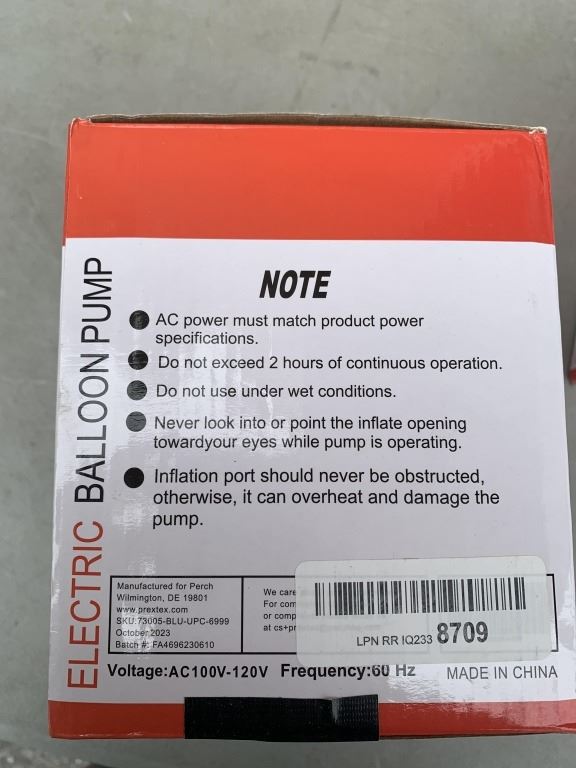 NOTE
AC power must match product power
specifications.
Do not exceed 2 hours of continuous operation.
Do not use under wet conditions.
Never look into or point the inflate opening
towardyour eyes while pump is operating.
Inflation port should never be obstructed,
otherwise, it can overheat and damage the
pump.
ELECTRIC BALLOON PUMP
Manufactured for Perch
Wilmington, DE 19801
www.prextex.com
SKU:73005-BLU-UPC-6999
October 2023
Batch #: FA4696230610
We care
For com
or comp
at cs+pr
LPN RR IQ233 8709
Voltage:AC100V-120V Frequency:60 Hz MADE IN CHINA